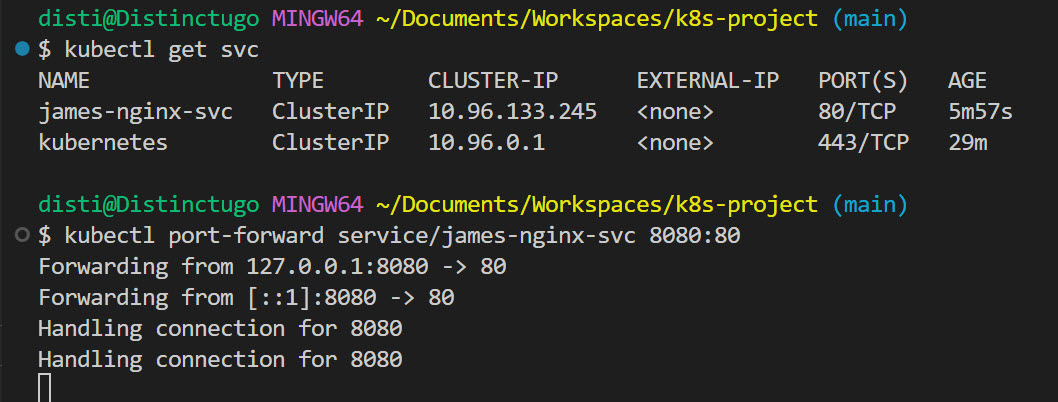 disti@Distinctugo MINGW64 ~/Documents/Workspaces/k8s-project (main)
$ kubectl get svc
NAME TYPE CLUSTER-IP EXTERNAL-IP PORT(S) AGE
james-nginx-svc ClusterIP 10.96.133.245 <none> 80/TCP 5m57s
kubernetes ClusterIP 10.96.0.1 <none> 443/TCP 29m
disti@Distinctugo MINGW64 ~/Documents/Workspaces/k8s-project (main)
$ kubectl port-forward service/james-nginx-svc 8080:80
Forwarding from 127.0.0.1:8080 -> 80
Forwarding from [::1]:8080 -> 80
Handling connection for 8080
Handling connection for 8080